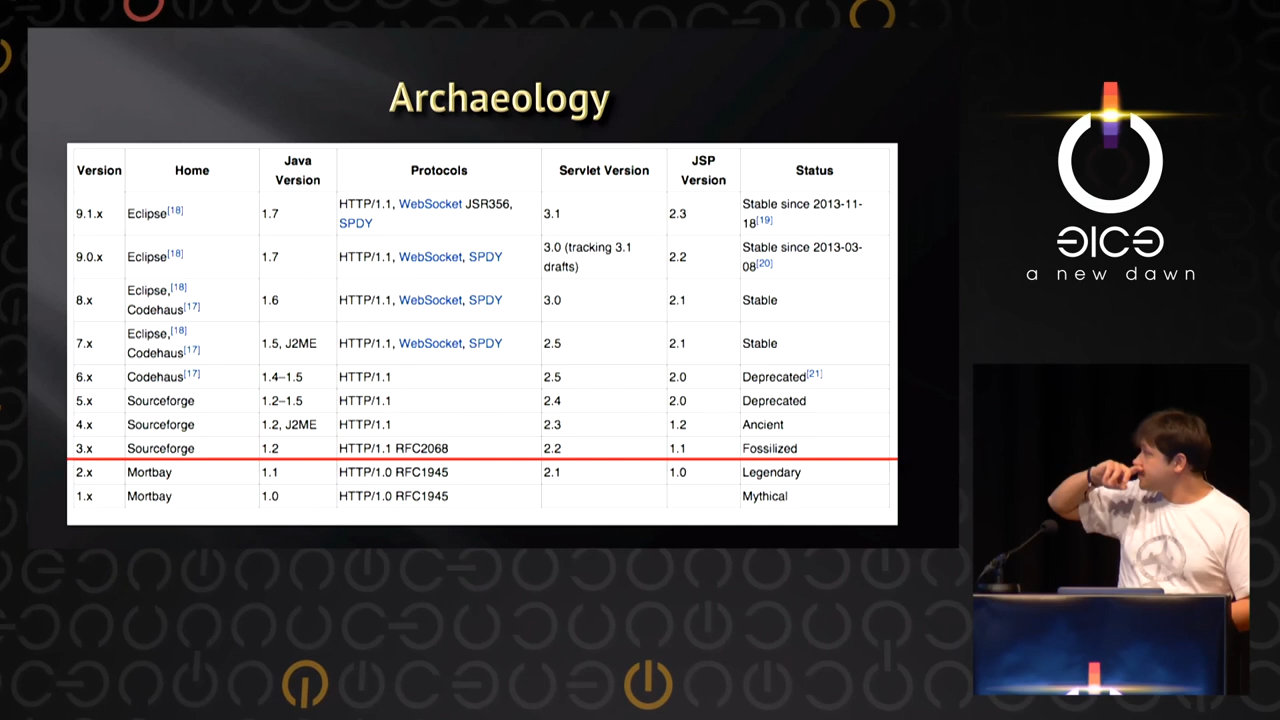 Archaeology
Version Home Java Version Protocols Servlet Version JSP Version Status
9.1.x Eclipse[18] 1.7 HTTP/1.1, WebSocket JSR356, SPDY 3.1 2.3 Stable since 2013-11-18[19]
9.0.x Eclipse[18] 1.7 HTTP/1.1, WebSocket, SPDY 3.0 (tracking 3.1 drafts) 2.2 Stable since 2013-03-08[20]
8.x Eclipse,[18] Codehaus[17] 1.6 HTTP/1.1, WebSocket, SPDY 3.0 2.1 Stable
7.x Eclipse,[18] Codehaus[17] 1.5, J2ME HTTP/1.1, WebSocket, SPDY 2.5 2.1 Stable
6.x Codehaus[17] 1.4–1.5 HTTP/1.1 2.5 2.0 Deprecated[21]
5.x Sourceforge 1.2–1.5 HTTP/1.1 2.4 2.0 Deprecated
4.x Sourceforge 1.2, J2ME HTTP/1.1 2.3 1.2 Ancient
3.x Sourceforge 1.2 HTTP/1.1 RFC2068 2.2 1.1 Fossilized
2.x Mortbay 1.1 HTTP/1.0 RFC1945 2.1 1.0 Legendary
1.x Mortbay 1.0 HTTP/1.0 RFC1945 Mythical
a new dawn